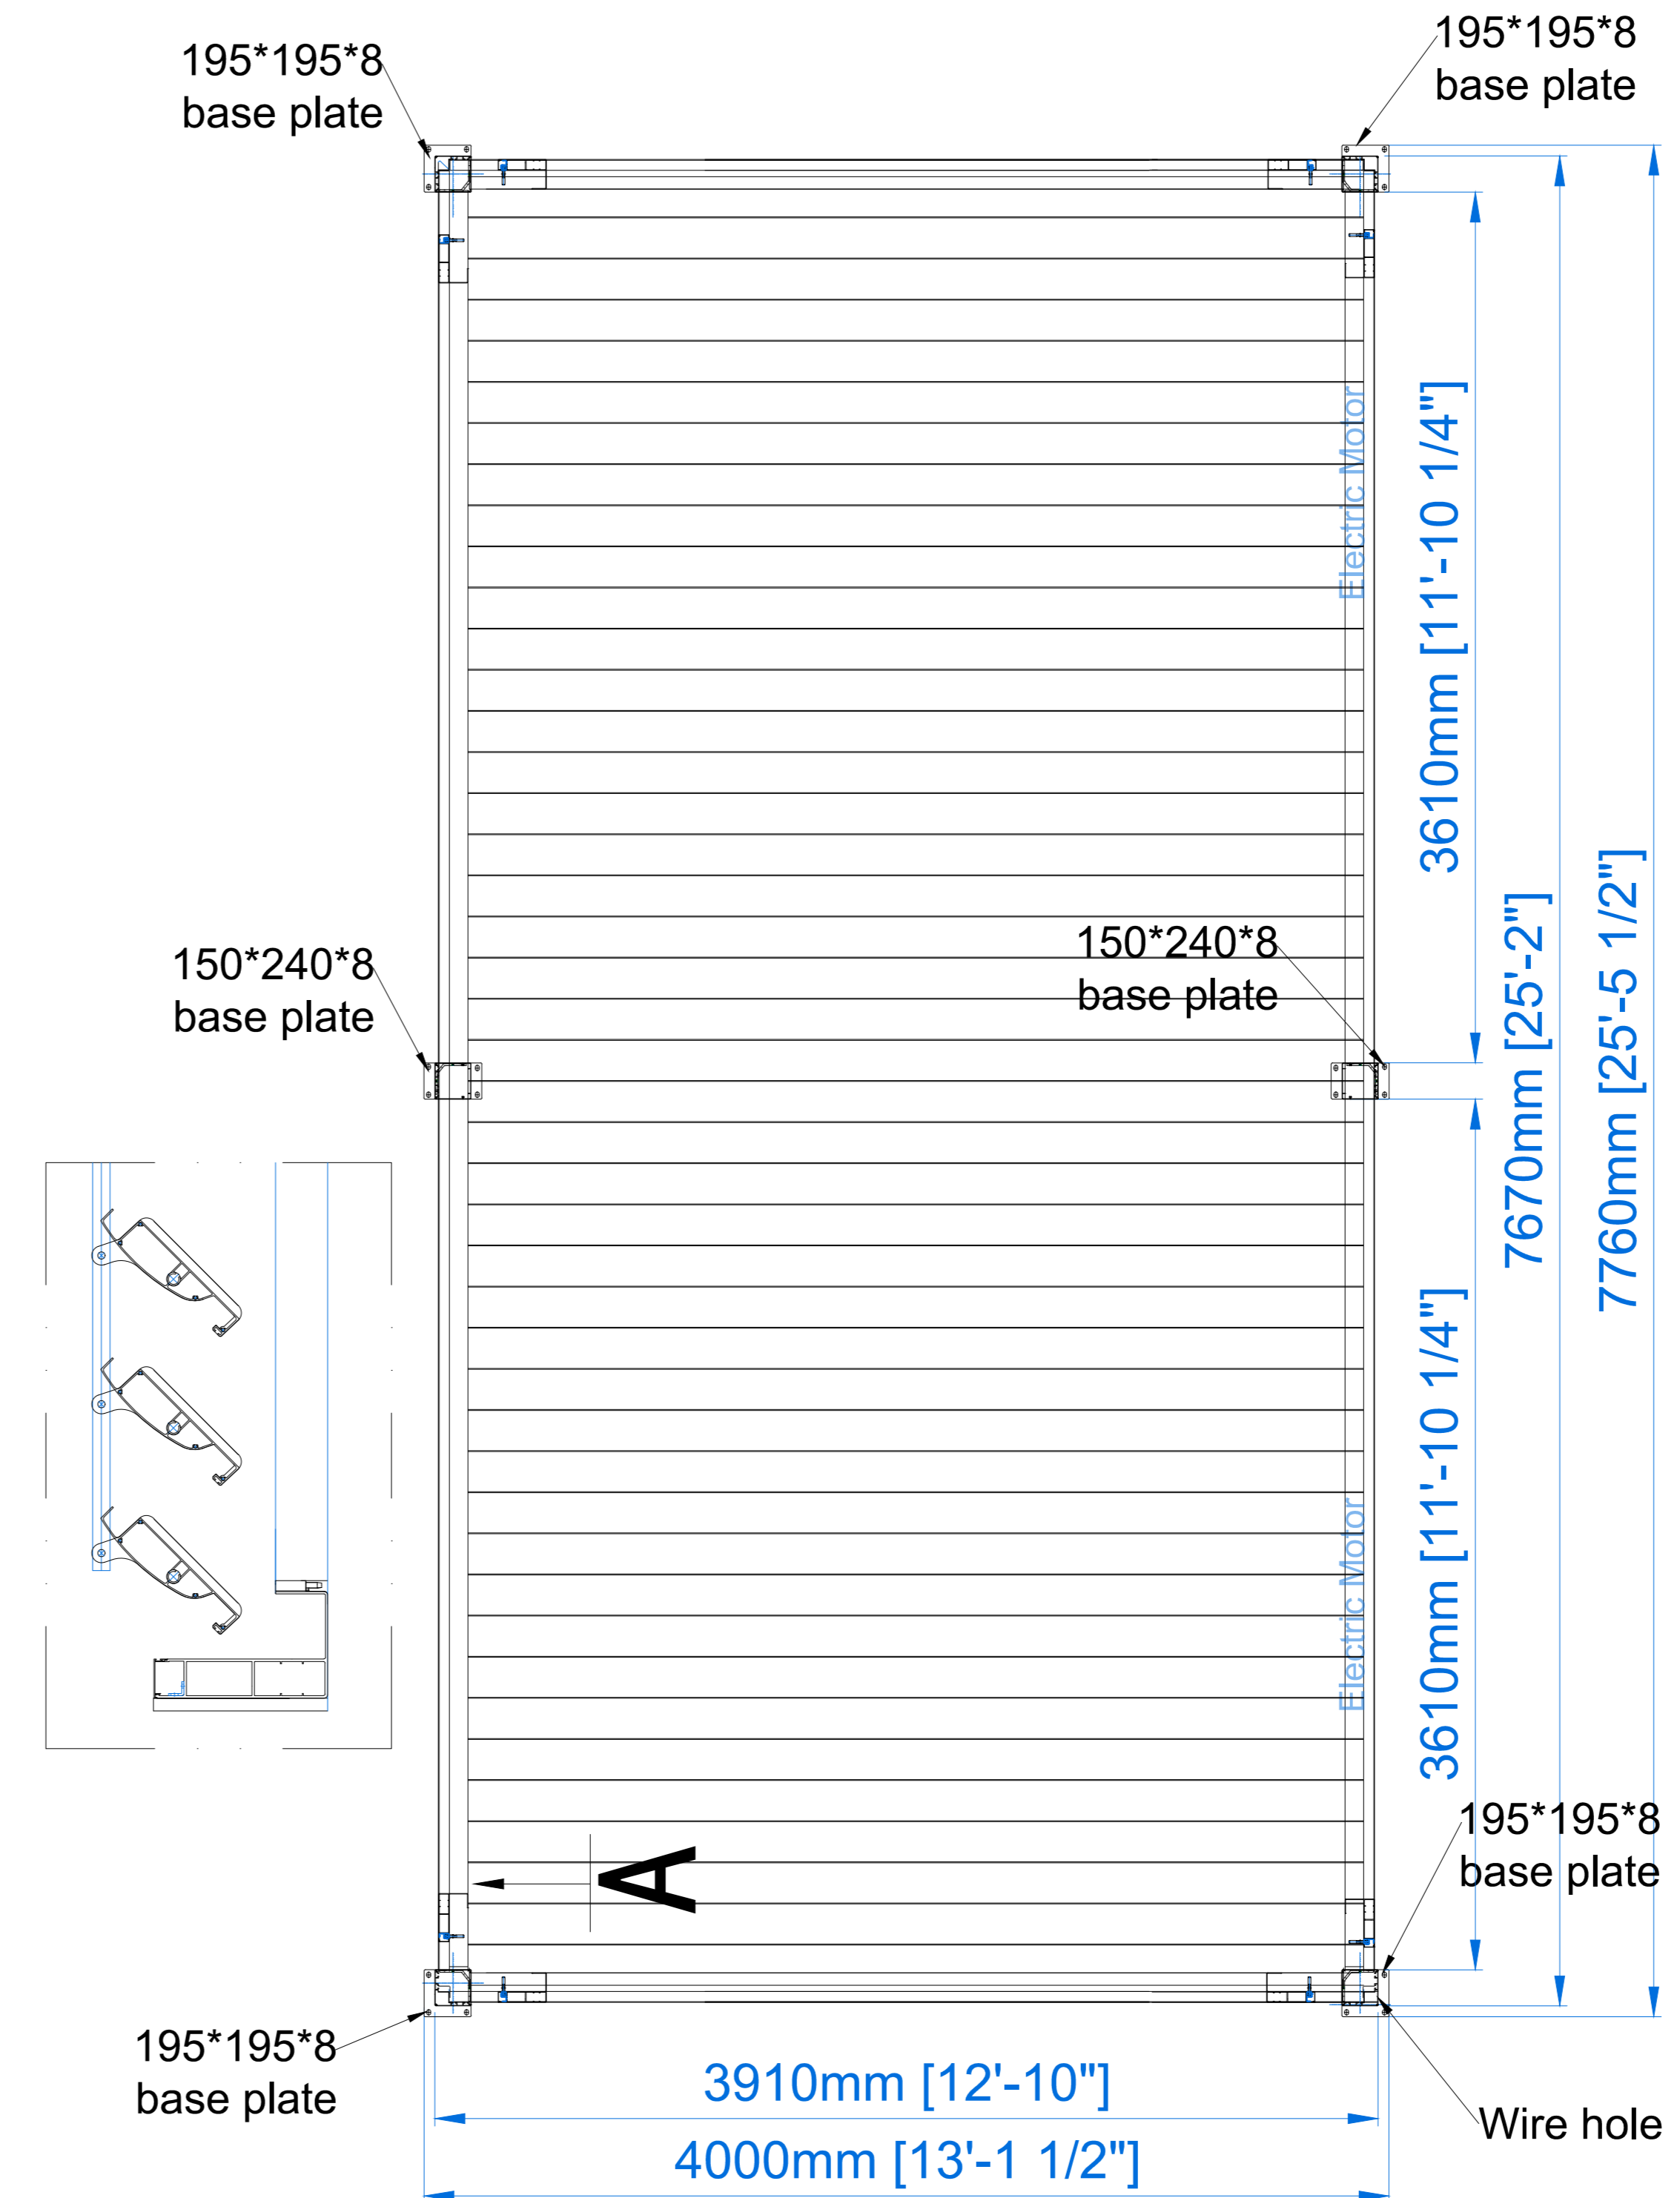 195*195*8
base plate
195*195*8
base plate
Electric Motor
3610mm [11'-10 1/4"]
150*240*8
base plate
150*240*8
base plate
7670mm [25'-2"]
7760mm [25'-5 1/2"]
3610mm [11'-10 1/4"]
Electric Motor
A
195*195*8
base plate
195*195*8
base plate
3910mm [12'-10"]
Wire hole
4000mm [13'-1 1/2"]